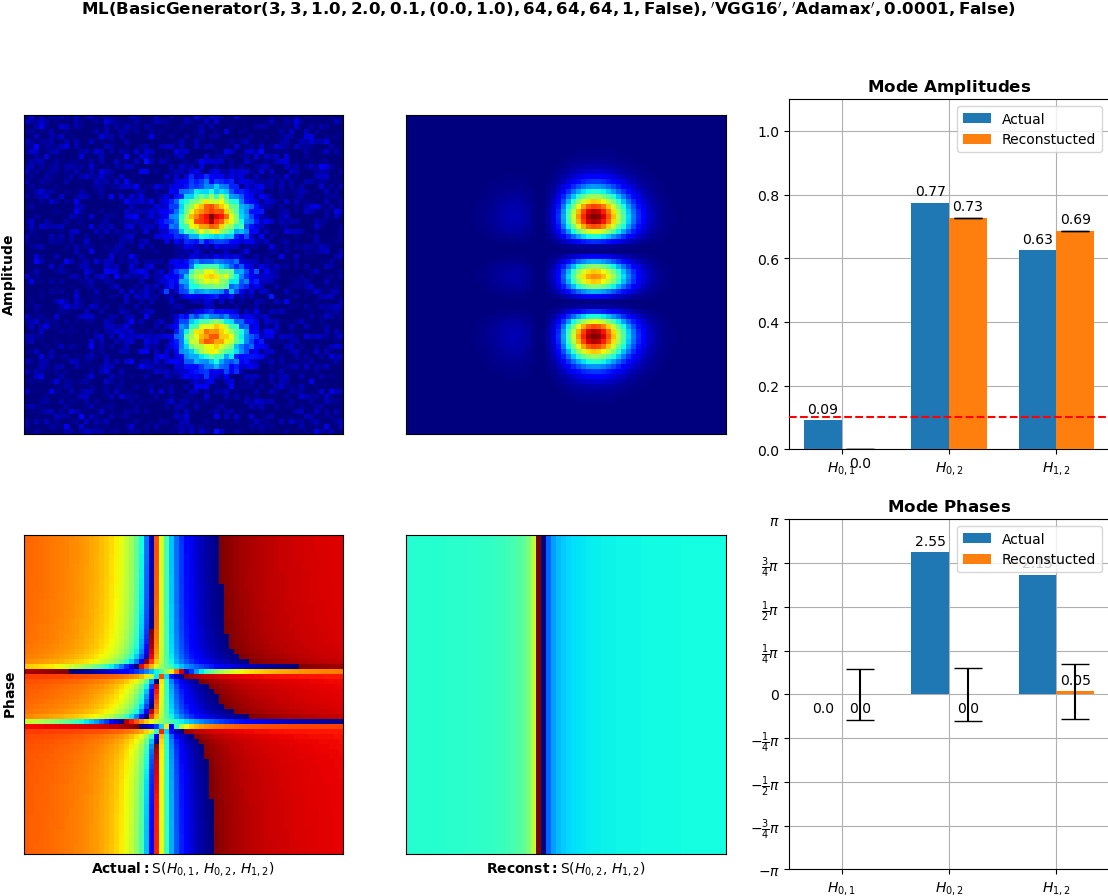 ML(BasicGenerator(3, 3, 1.0, 2.0, 0.1, (0.0, 1.0), 64, 64, 64, 1, False), ′VGG16′, ′Adamax′, 0.0001, False)
Amplitude
Mode Amplitudes
Actual
Reconstucted
1.0
0.8
0.6
0.4
0.2
0.0
0.09
0.0
0.77
0.73
0.63
0.69
H0,1
H0,2
H1,2
Phase
Actual: S(H0,1, H0,2, H1,2)
Reconst: S(H0,2, H1,2)
Mode Phases
Actual
Reconstucted
π
3/4π
1/2π
1/4π
0
−1/4π
−1/2π
−3/4π
−π
0.0
0.0
2.55
0.0
0.05
H0,1
H0,2
H1,2